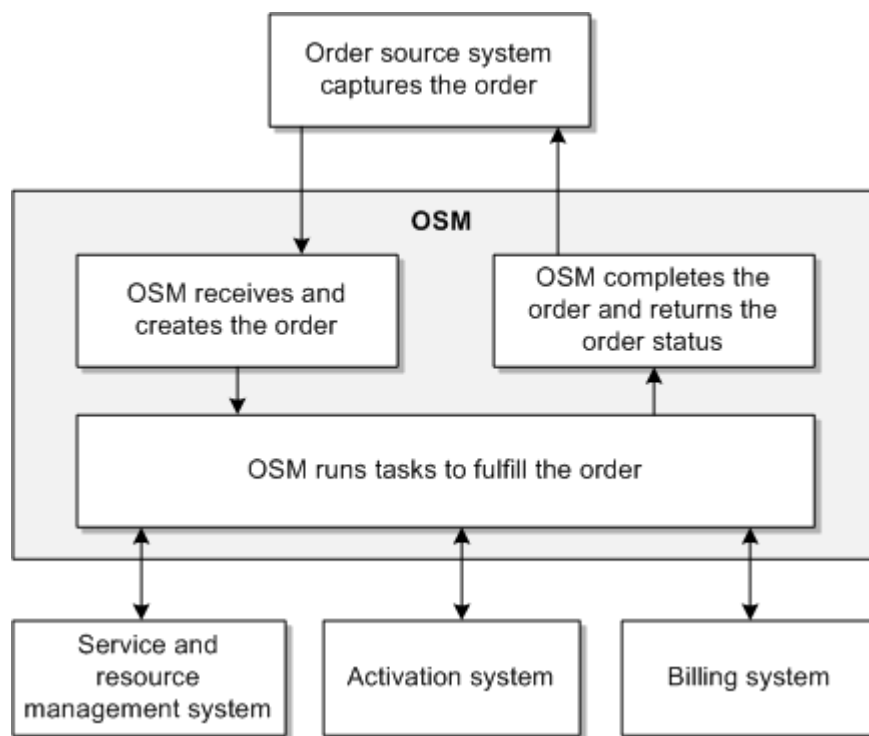 Order source system
captures the order
OSM
OSM receives and
creates the order
OSM completes the
order and returns the
order status
OSM runs tasks to fulfill the order
Service and
resource
management system
Activation system
Billing system